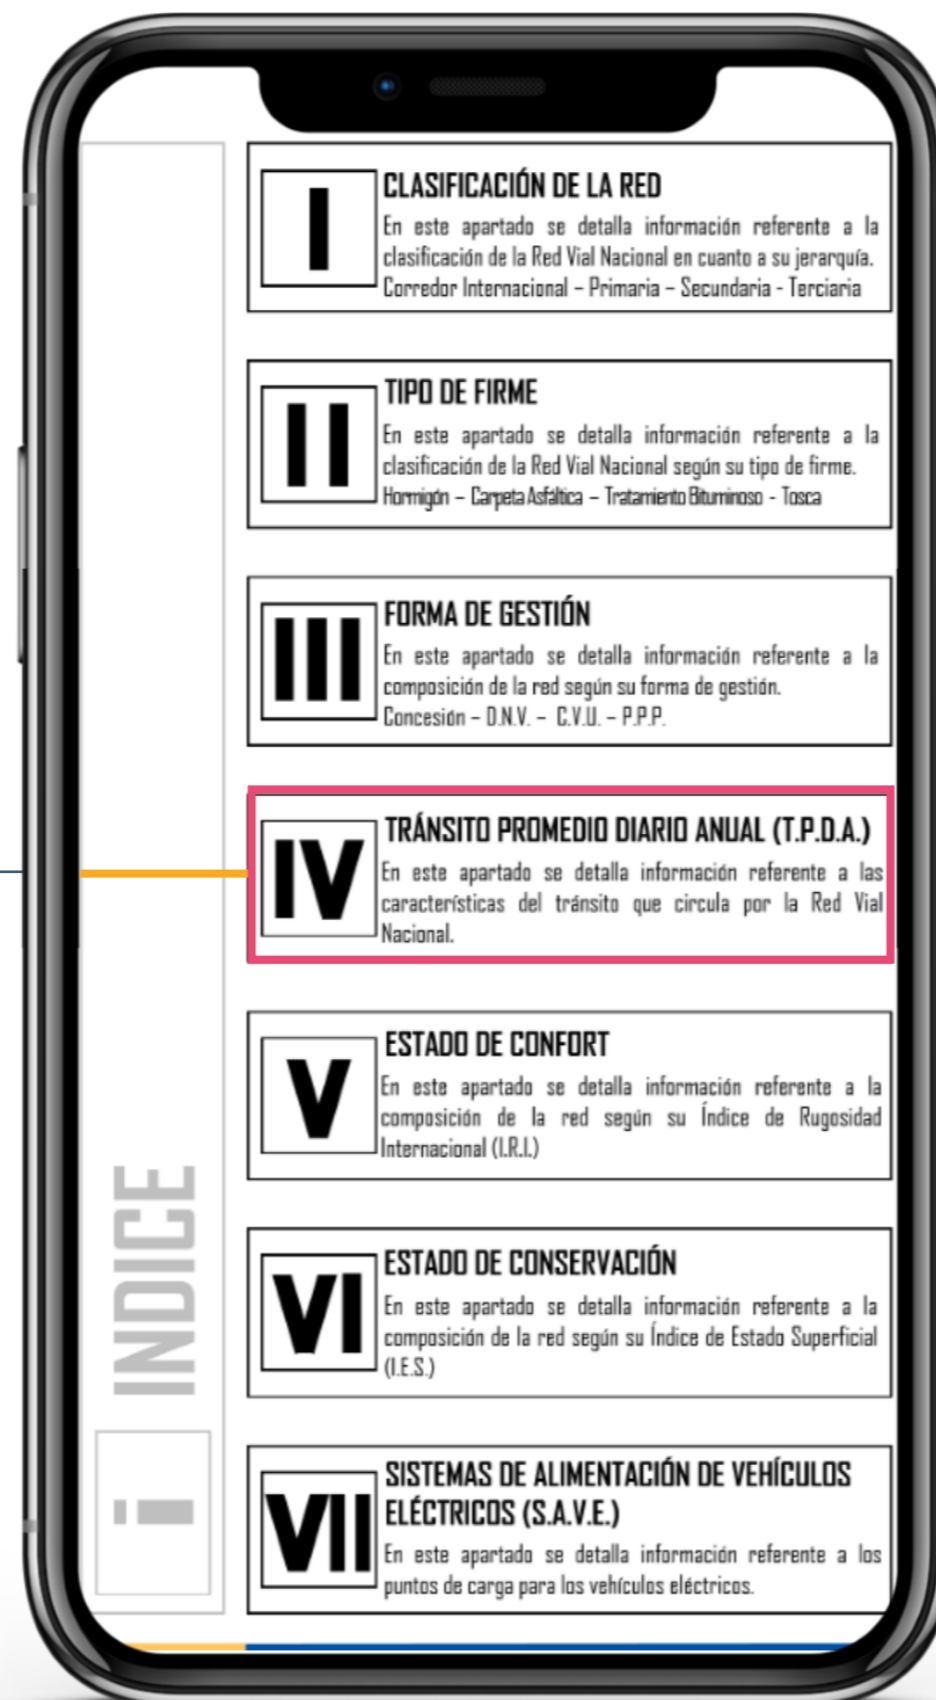 I
CLASIFICACIÓN DE LA RED
En este apartado se detalla información referente a la
clasificación de la Red Vial Nacional en cuanto a su jerarquía.
Corredor Internacional – Primaria – Secundaria - Terciaria
II
TIPO DE FIRME
En este apartado se detalla información referente a la
clasificación de la Red Vial Nacional según su tipo de firme.
Hormigón – Carpeta Asfáltica – Tratamiento Bituminoso - Tosca
III
FORMA DE GESTIÓN
En este apartado se detalla información referente a la
composición de la red según su forma de gestión.
Concesión – D.N.V. – C.V.U. – P.P.P.
IV
TRÁNSITO PROMEDIO DIARIO ANUAL (T.P.D.A.)
En este apartado se detalla información referente a las
características del tránsito que circula por la Red Vial
Nacional.
V
ESTADO DE CONFORT
En este apartado se detalla información referente a la
composición de la red según su Índice de Rugosidad
Internacional (I.R.I.)
VI
ESTADO DE CONSERVACIÓN
En este apartado se detalla información referente a la
composición de la red según su Índice de Estado Superficial
(I.E.S.)
VII
SISTEMAS DE ALIMENTACIÓN DE VEHÍCULOS
ELÉCTRICOS (S.A.V.E.)
En este apartado se detalla información referente a los
puntos de carga para los vehículos eléctricos.
i
INDICE